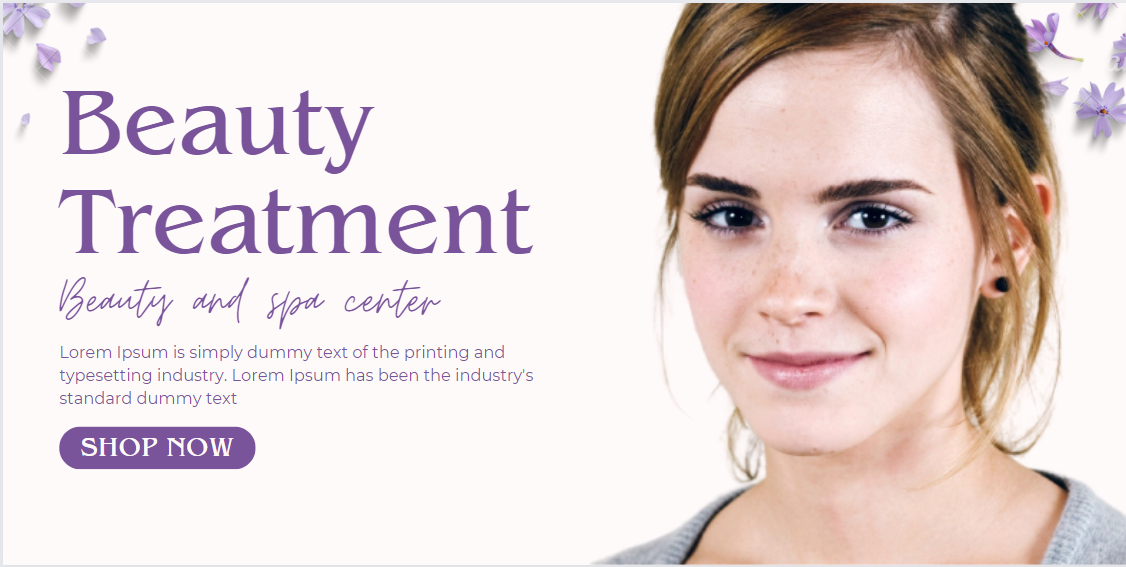 Beauty
Treatment
Beauty and spa center
Lorem Ipsum is simply dummy text of the printing and
typesetting industry. Lorem Ipsum has been the industry's
standard dummy text
SHOP NOW